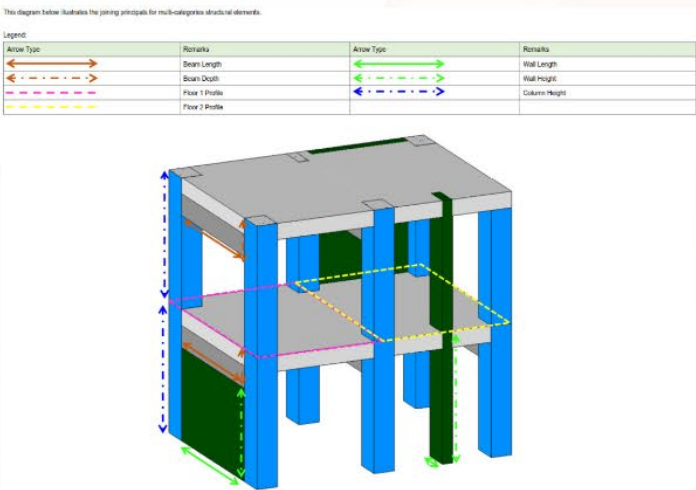 This diagram below illustrates the joining principals for multi-categories structural elements.
Legend:
Arrow Type Remarks Arrow Type Remarks
Beam Length Wall Length
Beam Depth Wall Height
Floor 1 Profile Column Height
Floor 2 Profile